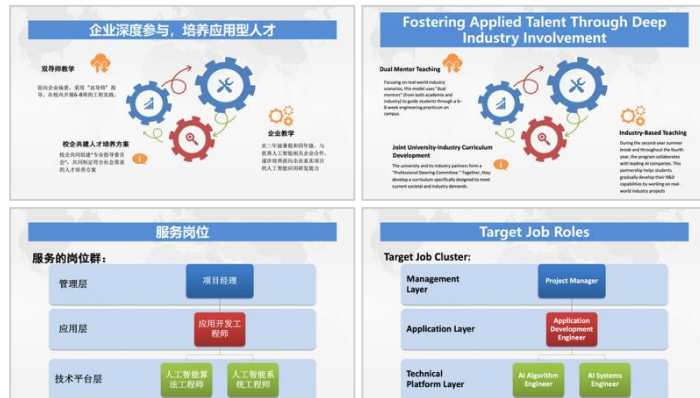 企业深度参与，培养应用型人才
双导师教学
面向企业场景，采用“双导师”指
导，在校内开展6-8周的工程实践。
校企共建人才培养方案
校企共同组建“专业指导委员
会”，共同制定符合社会需求
的人才培养方案
企业教学
在二年级暑假和四年级，与
优秀人工智能相关企业合作，
逐步培养面向企业真实项目
的人工智能应用研发能力
Fostering Applied Talent Through Deep
Industry Involvement
Dual Mentor Teaching
Focusing on real-world industry
scenarios, this model uses "dual
mentors" (from both academia and
industry) to guide students through a 6-
8-week engineering practicum on
campus.
Joint University-Industry Curriculum
Development
The university and its industry partners form a
"Professional Steering Committee." Together, they
develop a curriculum specifically designed to meet
current societal and industry demands.
Industry-Based Teaching
During the second-year summer
break and throughout the fourth
year, the program collaborates
with leading AI companies. This
partnership helps students
gradually develop their R&D
capabilities by working on real-
world industry projects
服务岗位
服务的岗位群：
管理层
项目经理
应用层
应用开发工
程师
技术平台层
人工智能算
法工程师
人工智能系
统工程师
Target Job Roles
Target Job Cluster:
Management
Layer
Project Manager
Application Layer
Application
Development
Engineer
Technical
Platform Layer
AI Algorithm
Engineer
AI Systems
Engineer